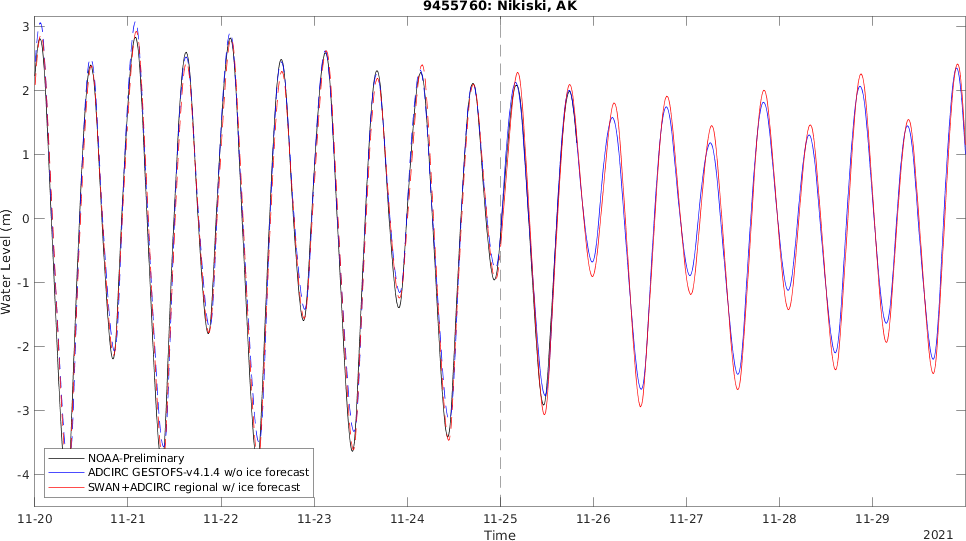 9455760: Nikiski, AK
3
2
1
0
-1
-2
-3
-4
Water Level (m)
NOAA-Preliminary
ADCIRC GESTOFS-v4.1.4 w/o ice forecast
SWAN+ADCIRC regional w/ ice forecast
11-20 11-21 11-22 11-23 11-24 11-25 11-26 11-27 11-28 11-29
Time
2021